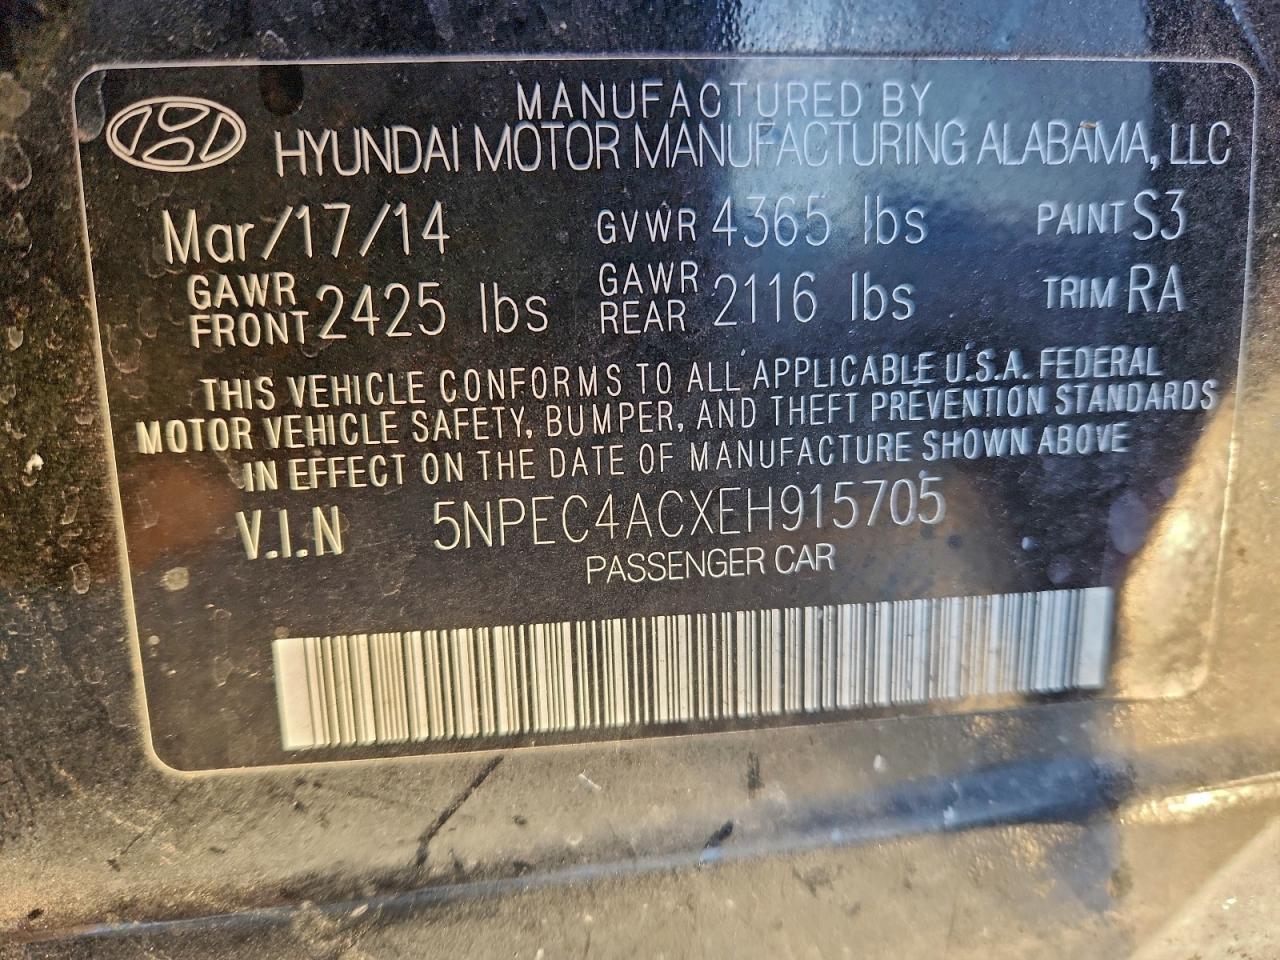 MANUFACTURED BY
HYUNDAI MOTOR MANUFACTURING ALABAMA, LLC
Mar/17/14 GVWR 4365 lbs PAINT S3
GAWR FRONT 2425 lbs GAWR REAR 2116 lbs TRIM RA
THIS VEHICLE CONFORMS TO ALL APPLICABLE U.S.A. FEDERAL
MOTOR VEHICLE SAFETY, BUMPER, AND THEFT PREVENTION STANDARDS
IN EFFECT ON THE DATE OF MANUFACTURE SHOWN ABOVE
V.I.N 5NPEC4ACXEH915705
PASSENGER CAR